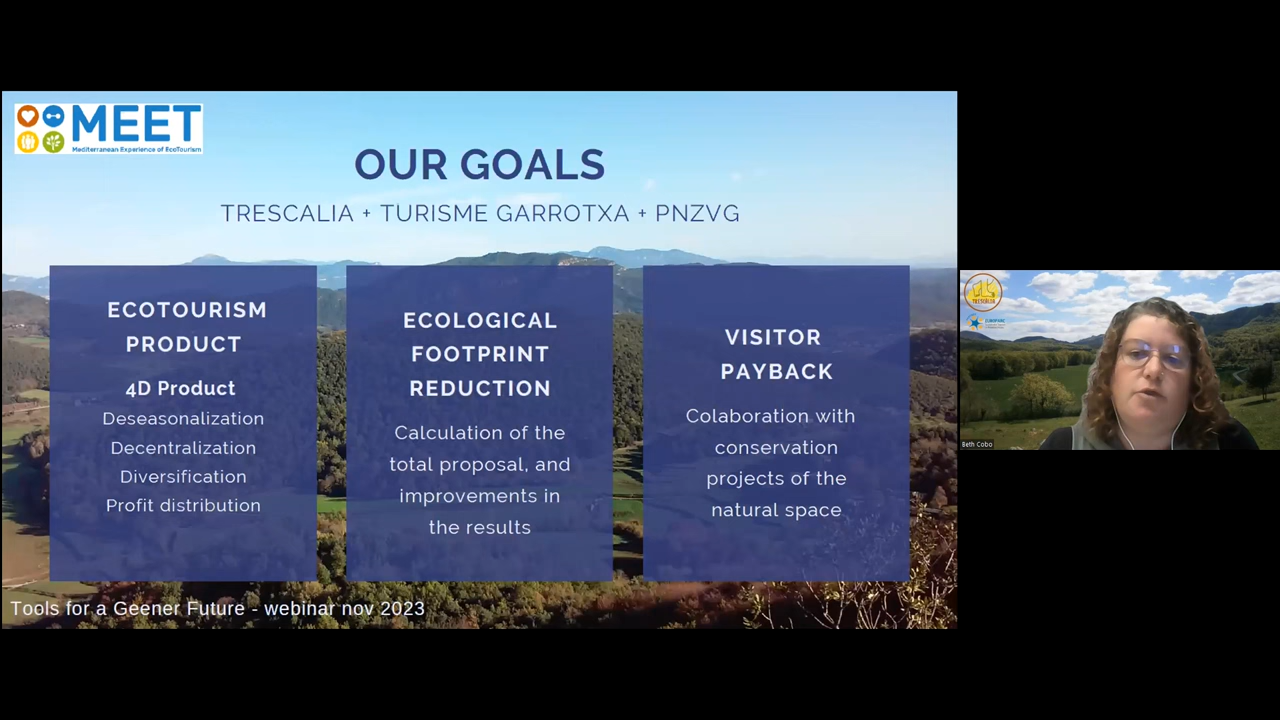 MEET
Mediterranean Experience of EcoTourism
OUR GOALS
TRESCALIA + TURISME GARROTXA + PNZVG
ECOTOURISM
PRODUCT
4D Product
Deseasonalization
Decentralization
Diversification
Profit distribution
ECOLOGICAL
FOOTPRINT
REDUCTION
Calculation of the
total proposal, and
improvements in
the results
VISITOR
PAYBACK
Colaboration with
conservation
projects of the
natural space
Tools for a Geener Future - webinar nov 2023
TRESCÀLIA
EUROPARC
Beth Cobo